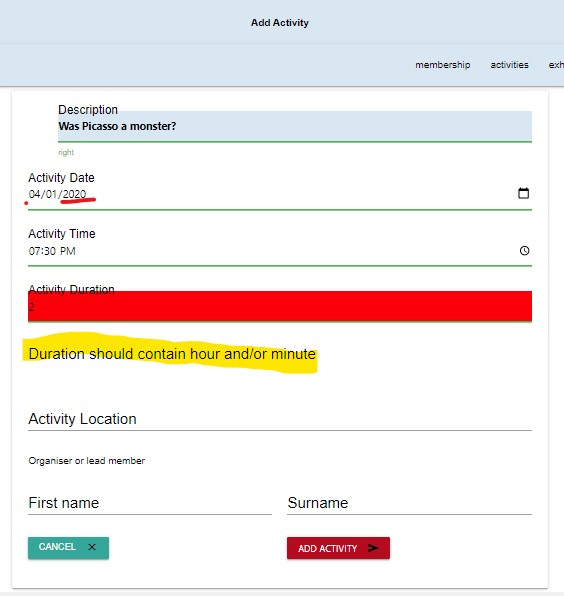 Add Activity
membership activities exh
Description
Was Picasso a monster?
right
Activity Date
04/01/2020
Activity Time
07:30 PM
Activity Duration
2
Duration should contain hour and/or minute
Activity Location
Organiser or lead member
First name Surname
CANCEL ADD ACTIVITY